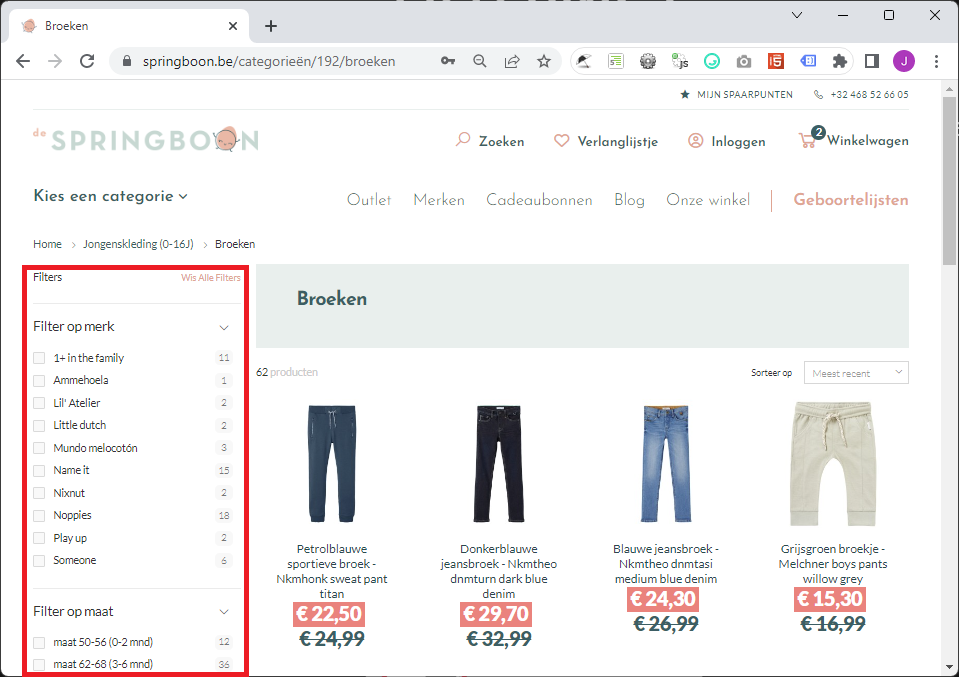 Broeken
springboon.be/categorieën/192/broeken
js
5
J
MIJN SPAARPUNTEN
+32 468 52 66 05
de SPRINGBOON
Zoeken
Verlanglijstje
Inloggen
2
Winkelwagen
Kies een categorie
Outlet
Merken
Cadeaubonnen
Blog
Onze winkel
Geboortelijsten
Home
Jongenskleding (0-16J)
Broeken
Filters
Wis Alle Filters
Filter op merk
1+ in the family 11
Ammehoela 1
Lil' Atelier 2
Little dutch 2
Mundo melocotón 3
Name it 15
Nixnut 2
Noppies 18
Play up 2
Someone 6
Filter op maat
maat 50-56 (0-2 mnd) 12
maat 62-68 (3-6 mnd) 36
Broeken
62 producten
Sorteer op
Meest recent
Petrolblauwe
sportieve broek -
Nkmhonk sweat pant
titan
€ 22,50
€ 24,99
Donkerblauwe
jeansbroek - Nkmtheo
dnmturn dark blue
denim
€ 29,70
€ 32,99
Blauwe jeansbroek -
Nkmtheo dnmtasi
medium blue denim
€ 24,30
€ 26,99
Grijsgroen broekje -
Melchner boys pants
willow grey
€ 15,30
€ 16,99